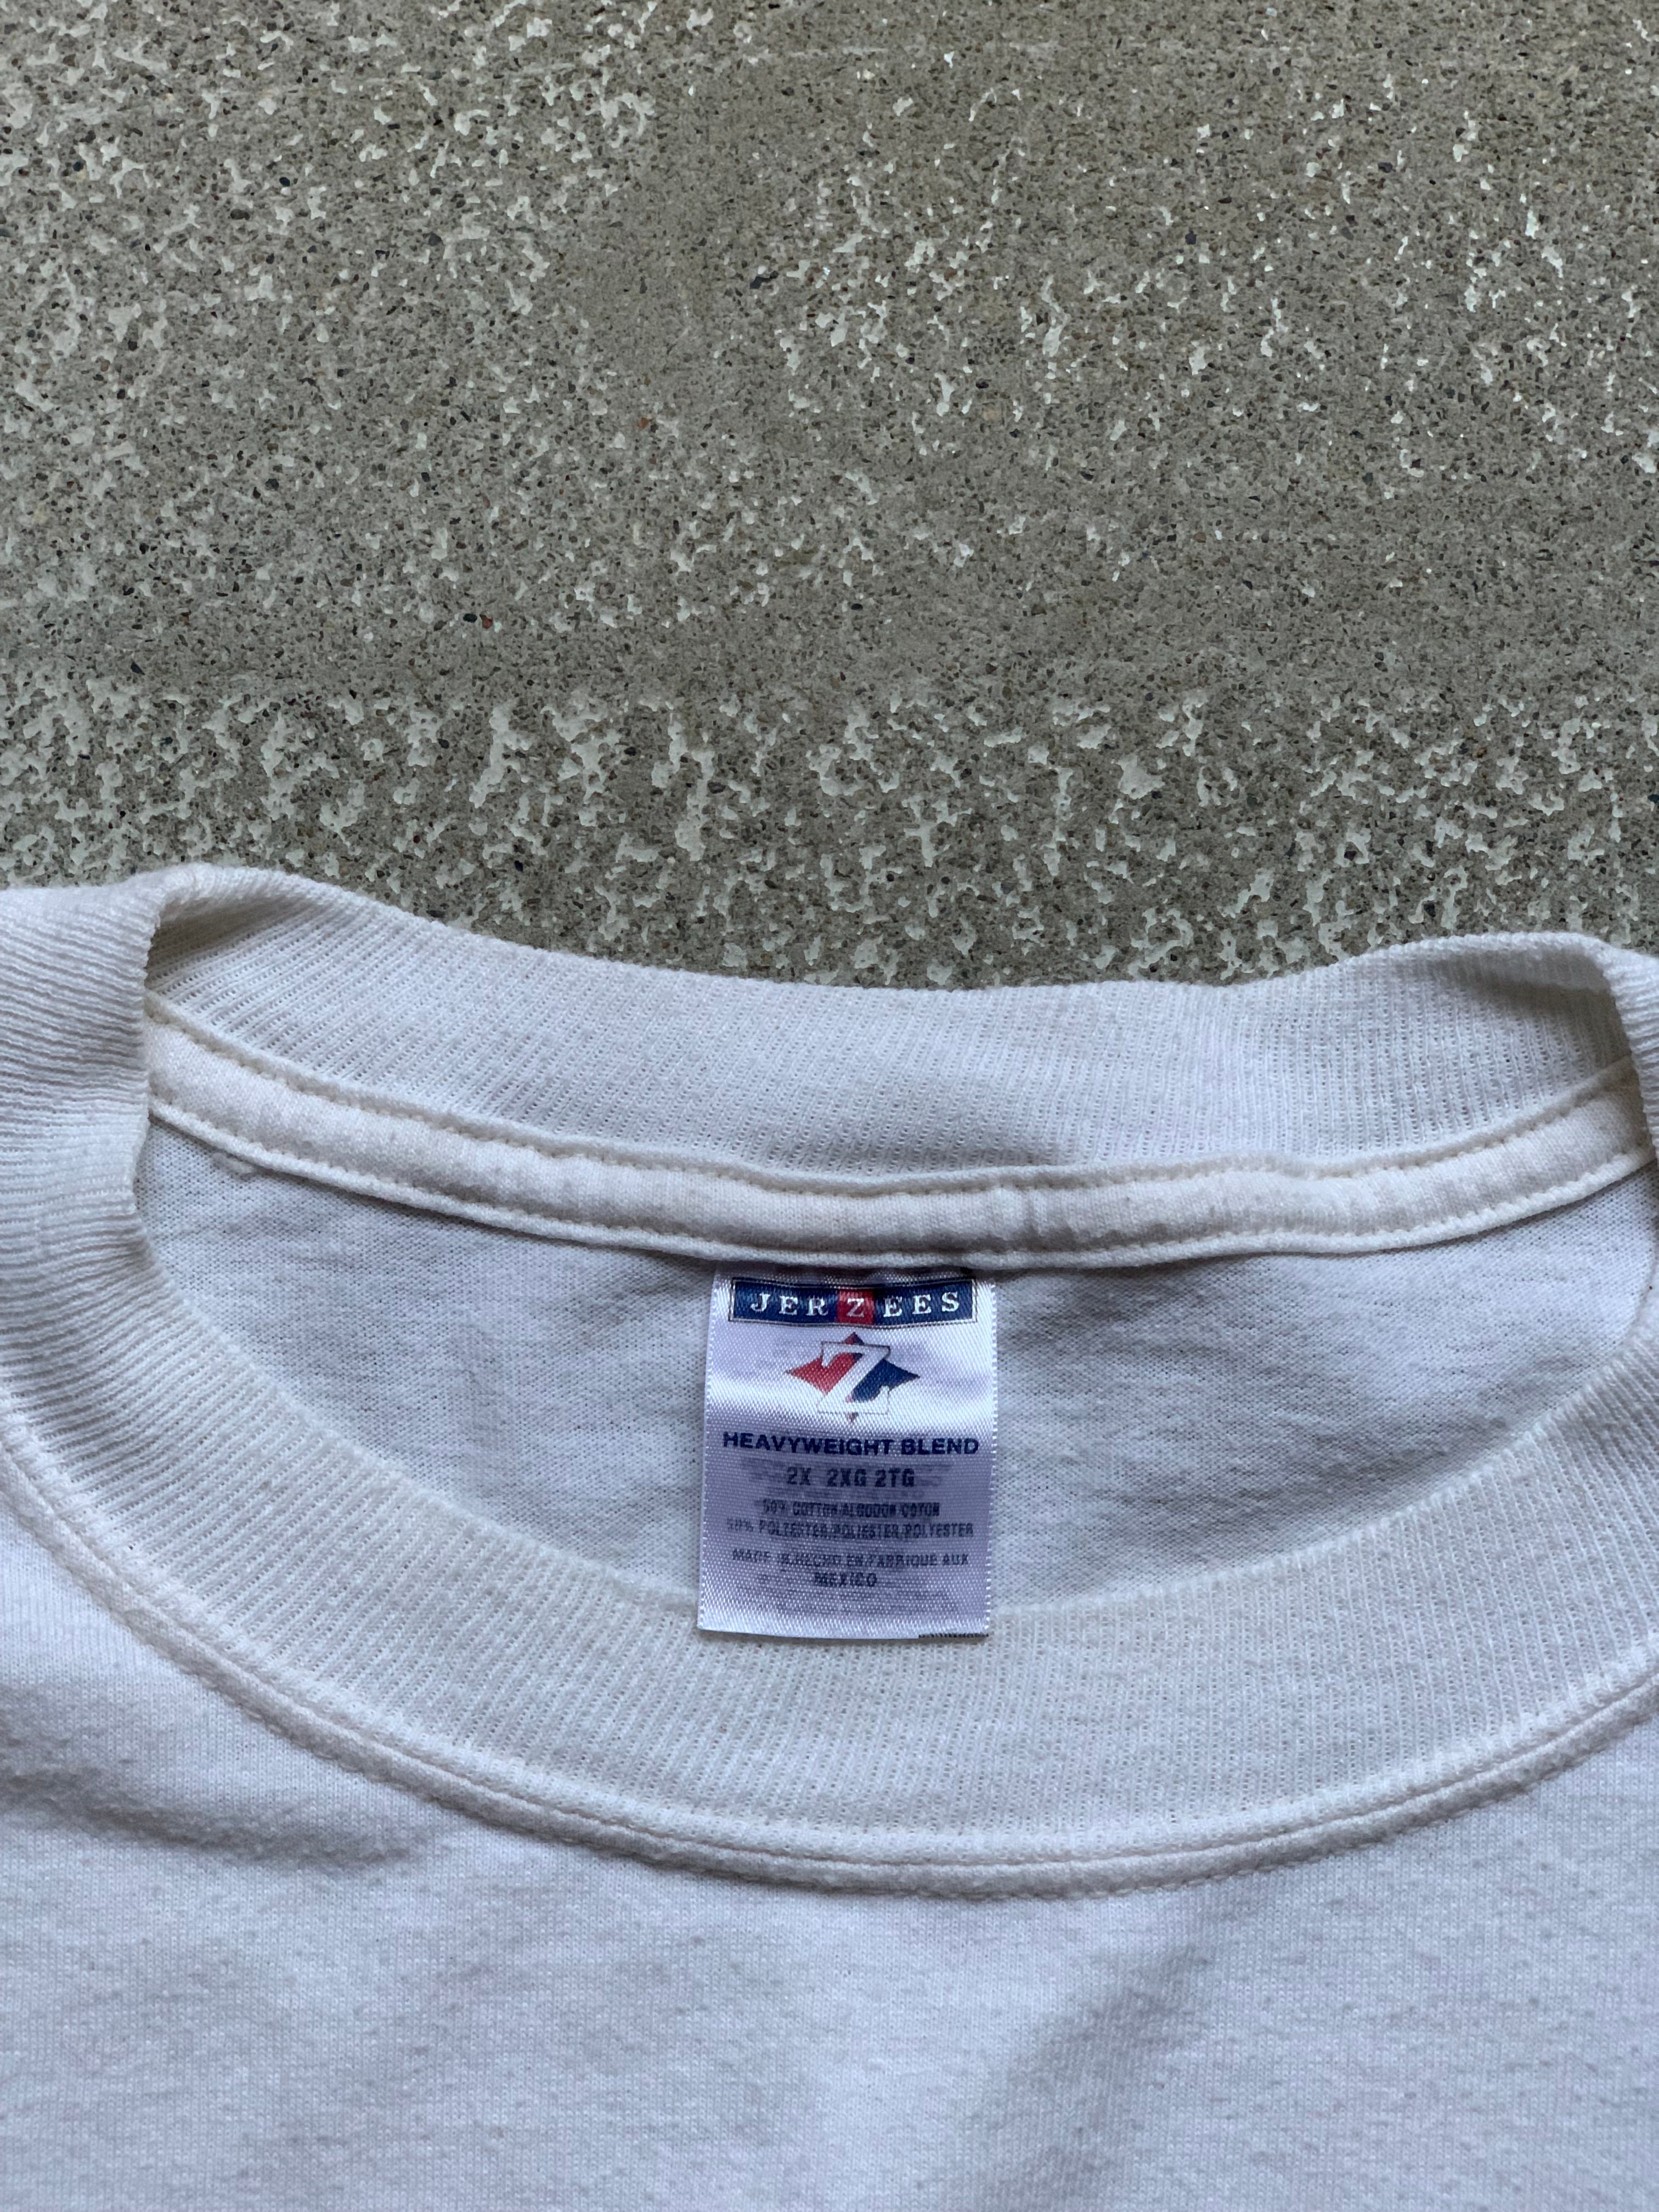 JERZEES
Z
HEAVYWEIGHT BLEND
2X 2XG 2TG
50% COTTON/ALGODON/COTON
50% POLYESTER/POLIESTER/POLYESTER
MADE IN/HECHO EN/FABRIQUE AUX
MEXICO